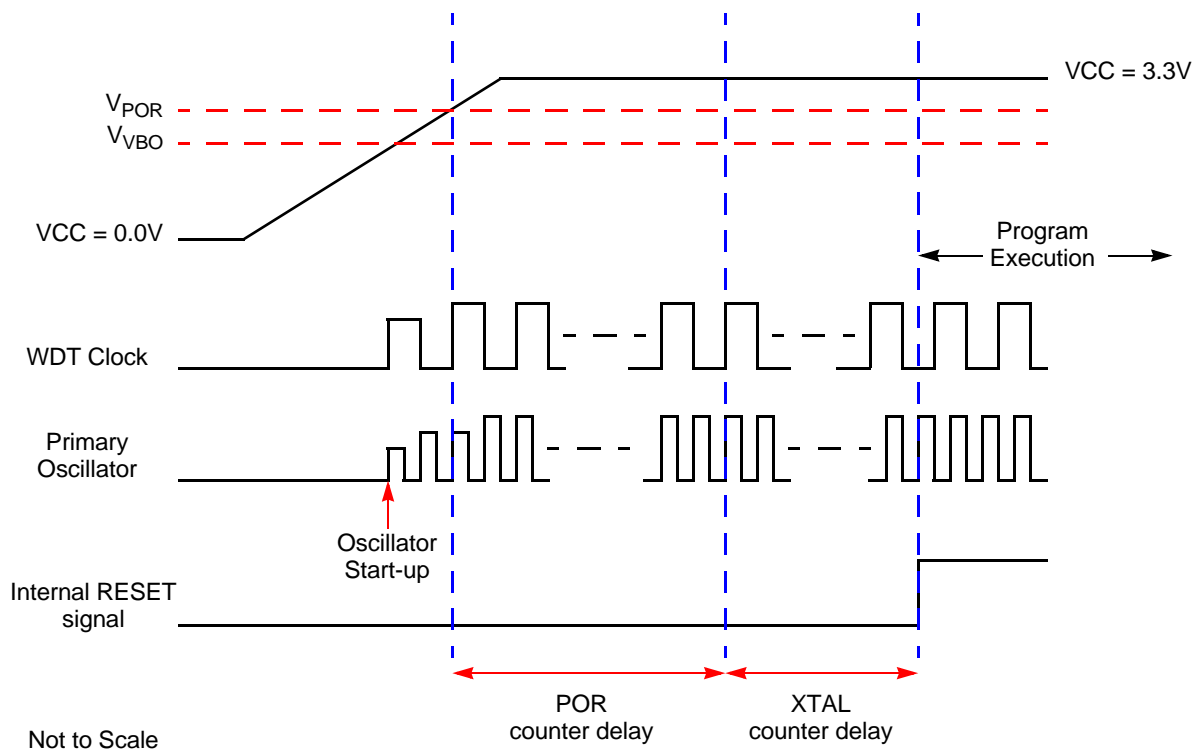 VCC = 3.3V
VPOR
VVBO
VCC = 0.0V
Program
Execution
WDT Clock
Primary
Oscillator
Oscillator
Start-up
Internal RESET
signal
POR
counter delay
XTAL
counter delay
Not to Scale